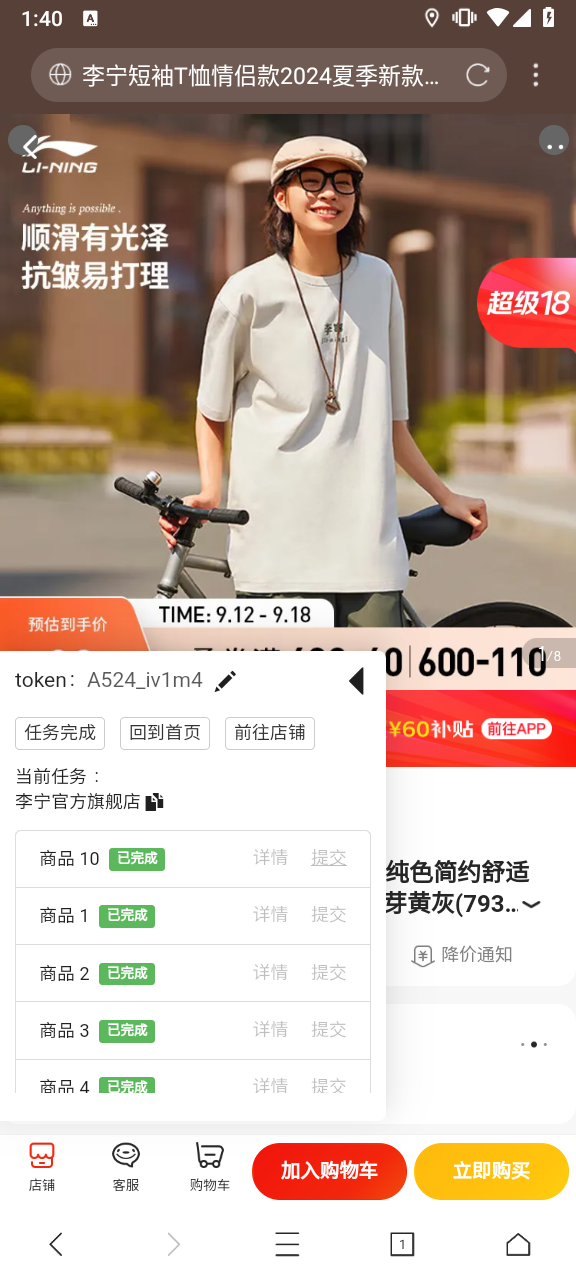 1:40
A
李宁短袖T恤情侣款2024夏季新款...
LI-NING
Anything is possible .
顺滑有光泽
抗皱易打理
李寧
超级18
预估到手价
TIME: 9.12 - 9.18
600-110
1/8
token： A524_iv1m4
¥60补贴 前往APP
任务完成 回到首页 前往店铺
当前任务：
李宁官方旗舰店
商品 10 已完成 详情 提交
纯色简约舒适
芽黄灰(793...
商品 1 已完成 详情 提交
降价通知
商品 2 已完成 详情 提交
商品 3 已完成 详情 提交
商品 4 已完成 详情 提交
店铺 客服 购物车 加入购物车 立即购买
1